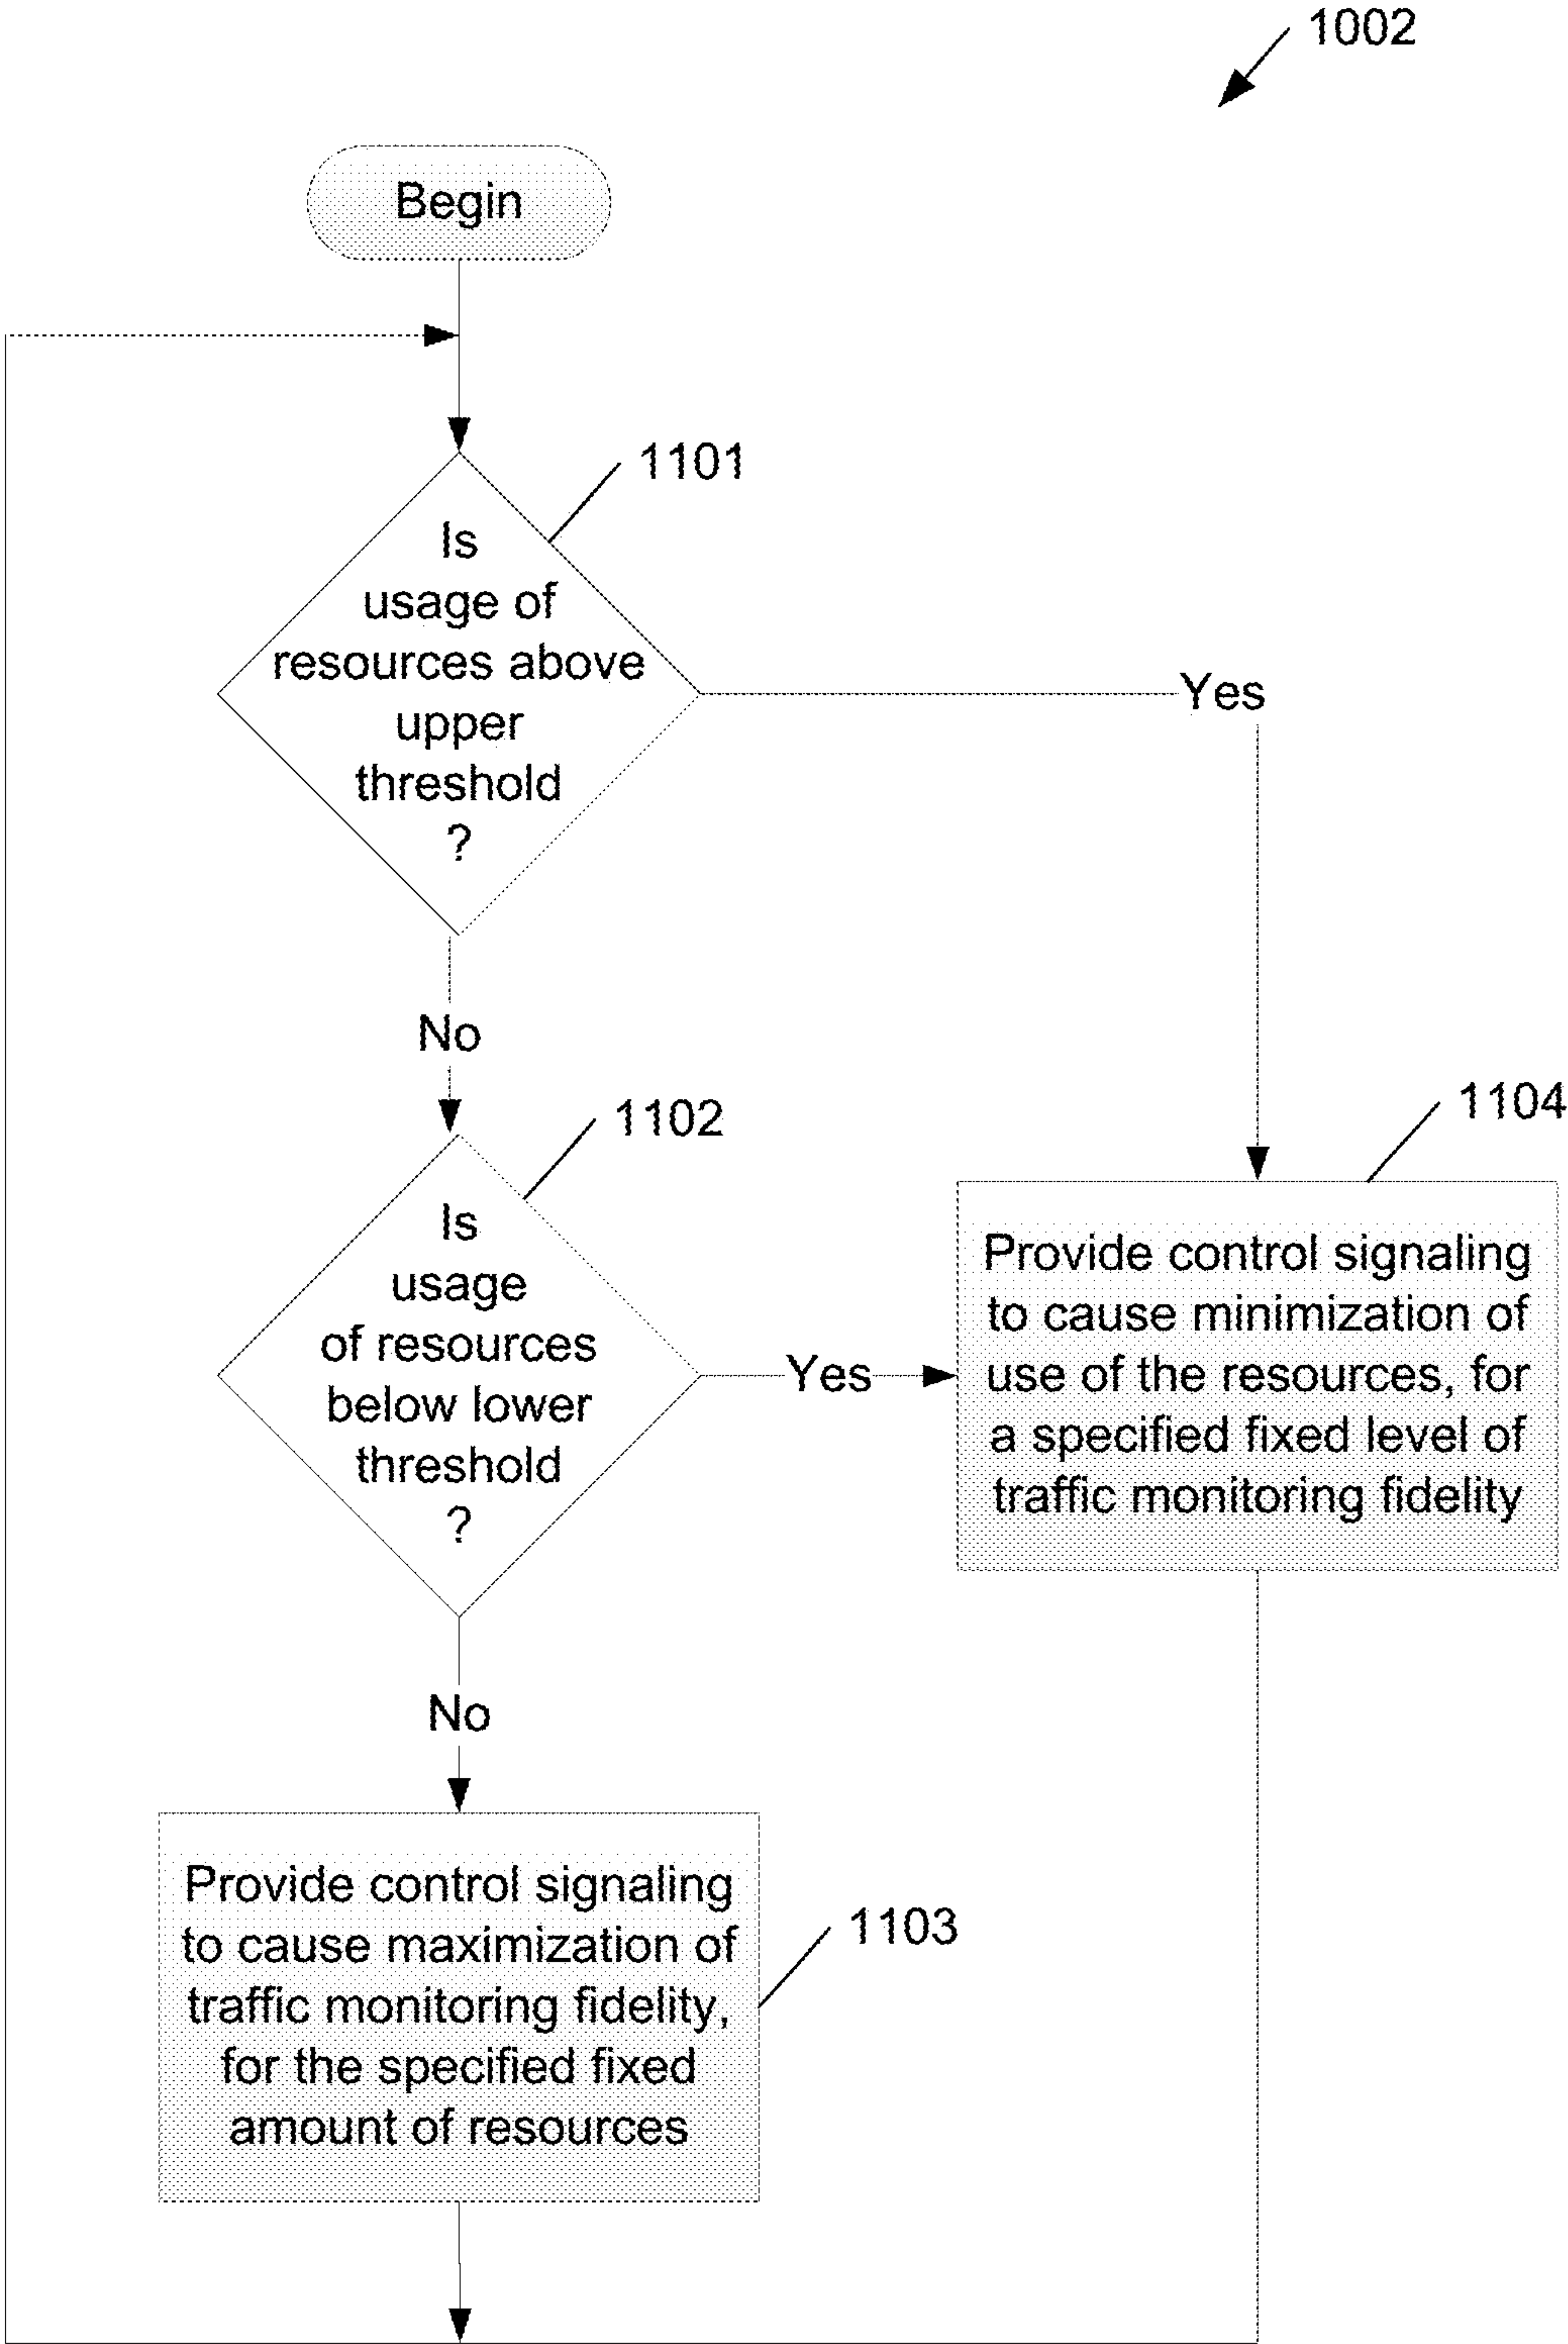 1002
Begin
1101
Is
usage of
resources above
upper
threshold
?
Yes
No
1102
1104
Is
usage
of resources
below lower
threshold
?
Yes
Provide control signaling
to cause minimization of
use of the resources, for
a specified fixed level of
traffic monitoring fidelity
No
Provide control signaling
to cause maximization of
traffic monitoring fidelity,
for the specified fixed
amount of resources
1103